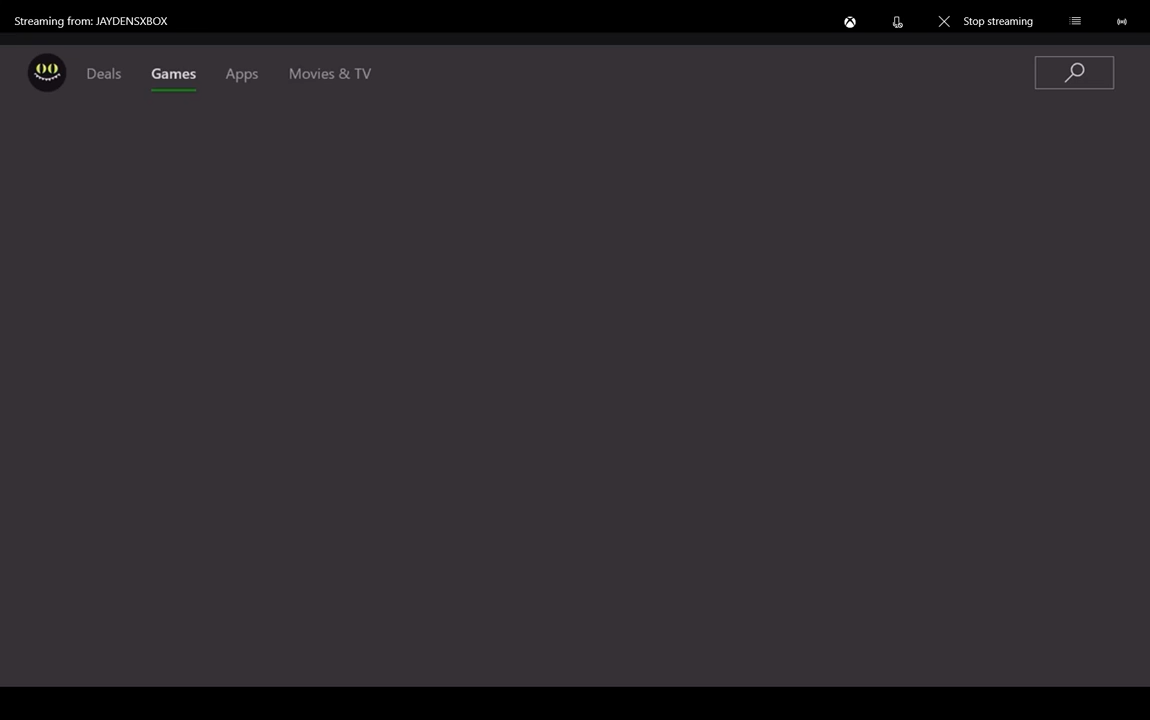 Streaming from: JAYDENSXBOX
Stop streaming
Deals
Games
Apps
Movies & TV